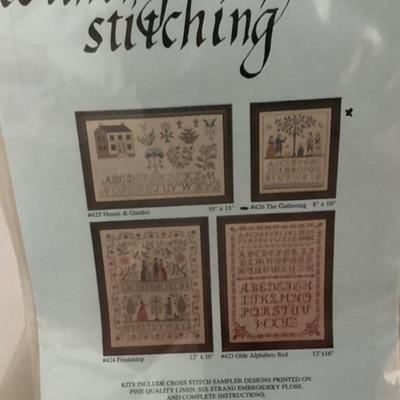 stitching
#425 House & Garden 10" x 15"
#426 The Gathering 8" x 10"
#424 Friendship 12" x 16"
#423 Olde Alphabets Red 12"x16"
KITS INCLUDE CROSS STITCH SAMPLER DESIGNS PRINTED ON
FINE QUALITY LINEN, SIX STRAND EMBROIDERY FLOSS,
AND COMPLETE INSTRUCTIONS.